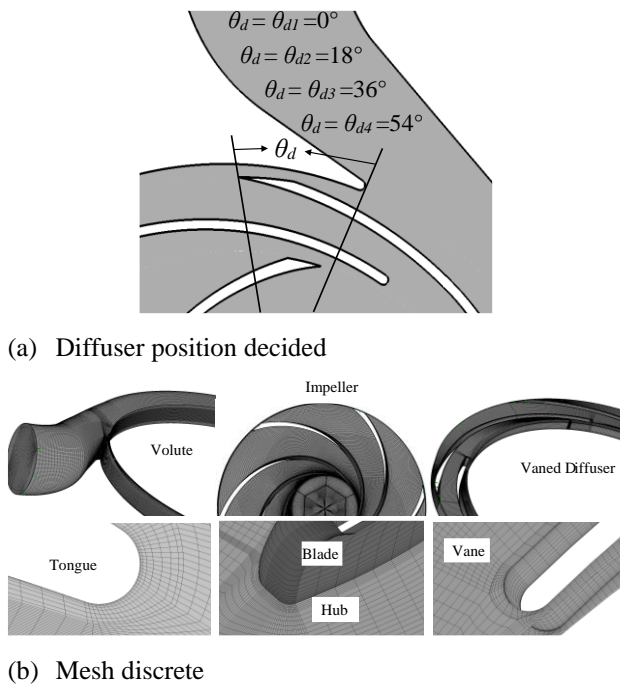 θd = θd1=0°
θd = θd2=18°
θd = θd3=36°
θd = θd4=54°
θd
(a) Diffuser position decided
Impeller
Volute
Vaned Diffuser
Tongue
Blade
Hub
Vane
(b) Mesh discrete